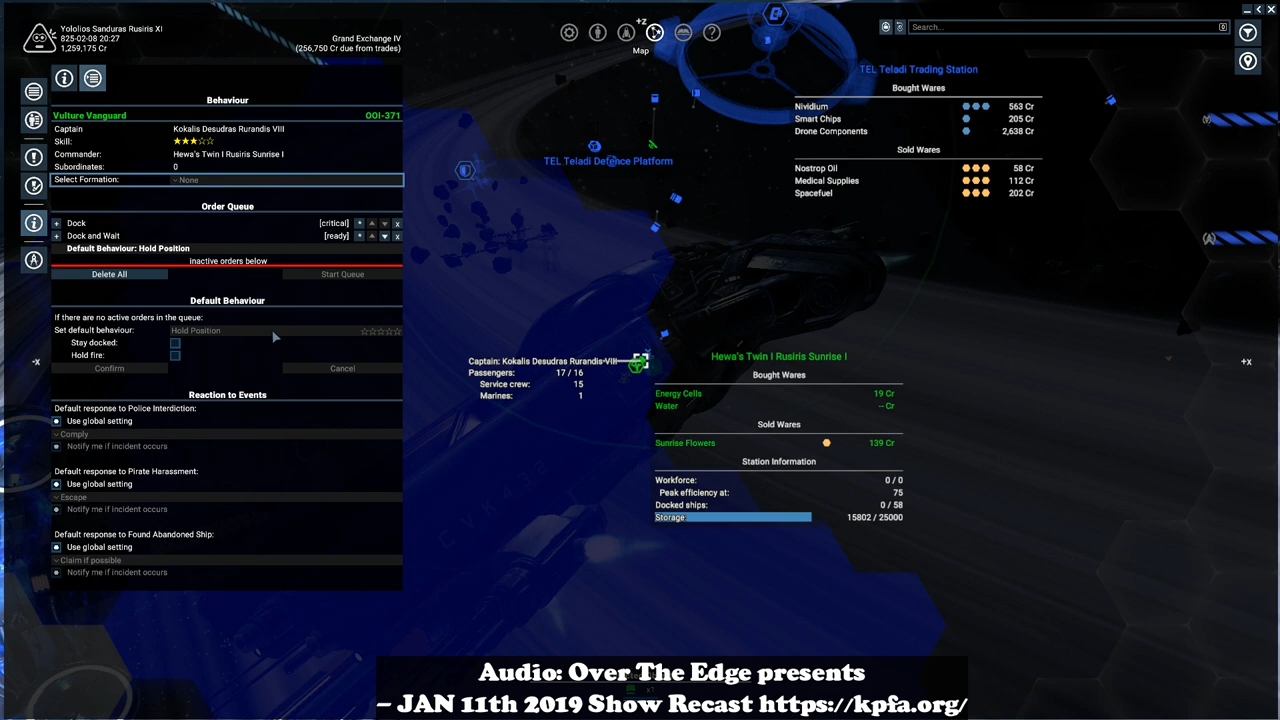 Yololios Sanduras Rusiris XI
825-02-08 20:27
1,259,175 Cr
Grand Exchange IV
(256,750 Cr due from trades)
+Z
Map
Search...
Behaviour
Vulture Vanguard OOI-371
Captain Kokalis Desudras Rurandis VIII
Skill:
Commander: Hewa's Twin I Rusiris Sunrise I
Subordinates: 0
Select Formation: - None
Order Queue
+ Dock [critical] * x
+ Dock and Wait [ready] * x
Default Behaviour: Hold Position
inactive orders below
Delete All Start Queue
Default Behaviour
If there are no active orders in the queue:
Set default behaviour: Hold Position
Stay docked:
Hold fire:
Confirm Cancel
Reaction to Events
Default response to Police Interdiction:
Use global setting
Comply
Notify me if incident occurs
Default response to Pirate Harassment:
Use global setting
Escape
Notify me if incident occurs
Default response to Found Abandoned Ship:
Use global setting
Claim if possible
Notify me if incident occurs
-X
+X
TEL Teladi Defence Platform
TEL Teladi Trading Station
Bought Wares
Nividium 563 Cr
Smart Chips 205 Cr
Drone Components 2,638 Cr
Sold Wares
Nostrop Oil 58 Cr
Medical Supplies 112 Cr
Spacefuel 202 Cr
Captain: Kokalis Desudras Rurandis VIII
Passengers: 17 / 16
Service crew: 15
Marines: 1
Hewa's Twin I Rusiris Sunrise I
Bought Wares
Energy Cells 19 Cr
Water -- Cr
Sold Wares
Sunrise Flowers 139 Cr
Station Information
Workforce: 0 / 0
Peak efficiency at: 75
Docked ships: 0 / 58
Storage: 15802 / 25000
x1
Audio: Over The Edge presents
– JAN 11th 2019 Show Recast https://kpfa.org/